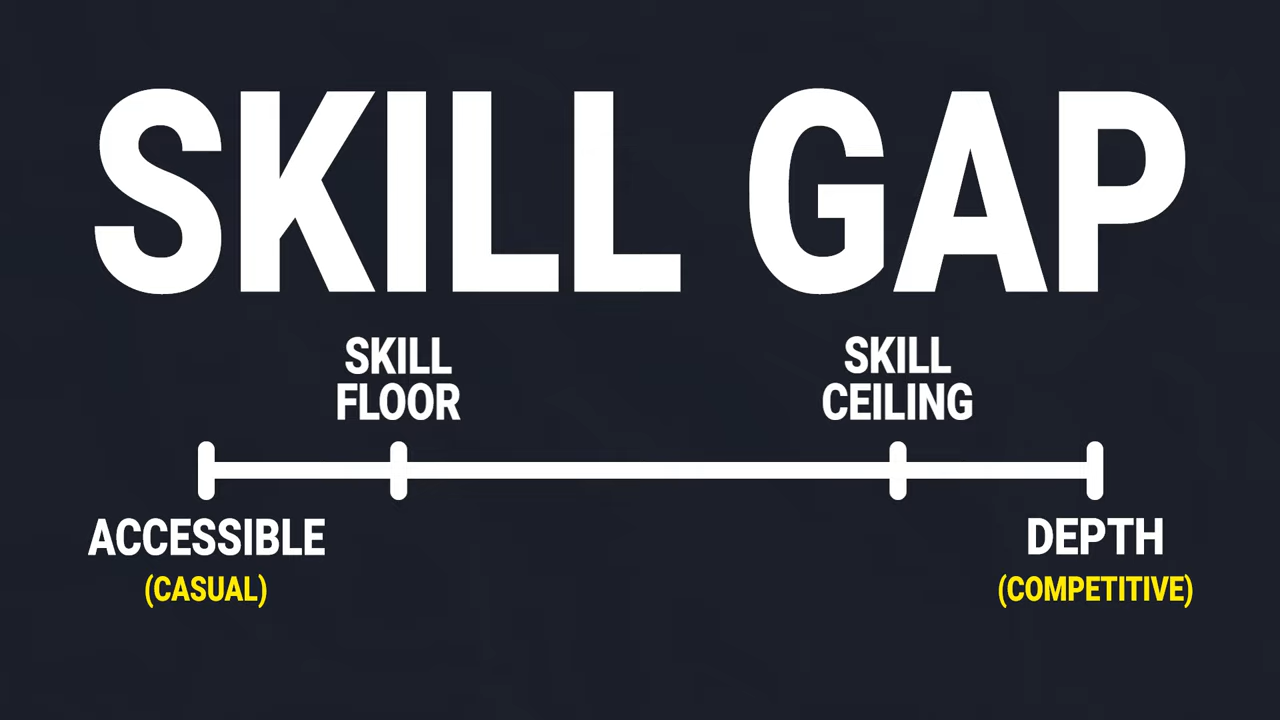 SKILL GAP
SKILL
FLOOR
SKILL
CEILING
ACCESSIBLE
(CASUAL)
DEPTH
(COMPETITIVE)